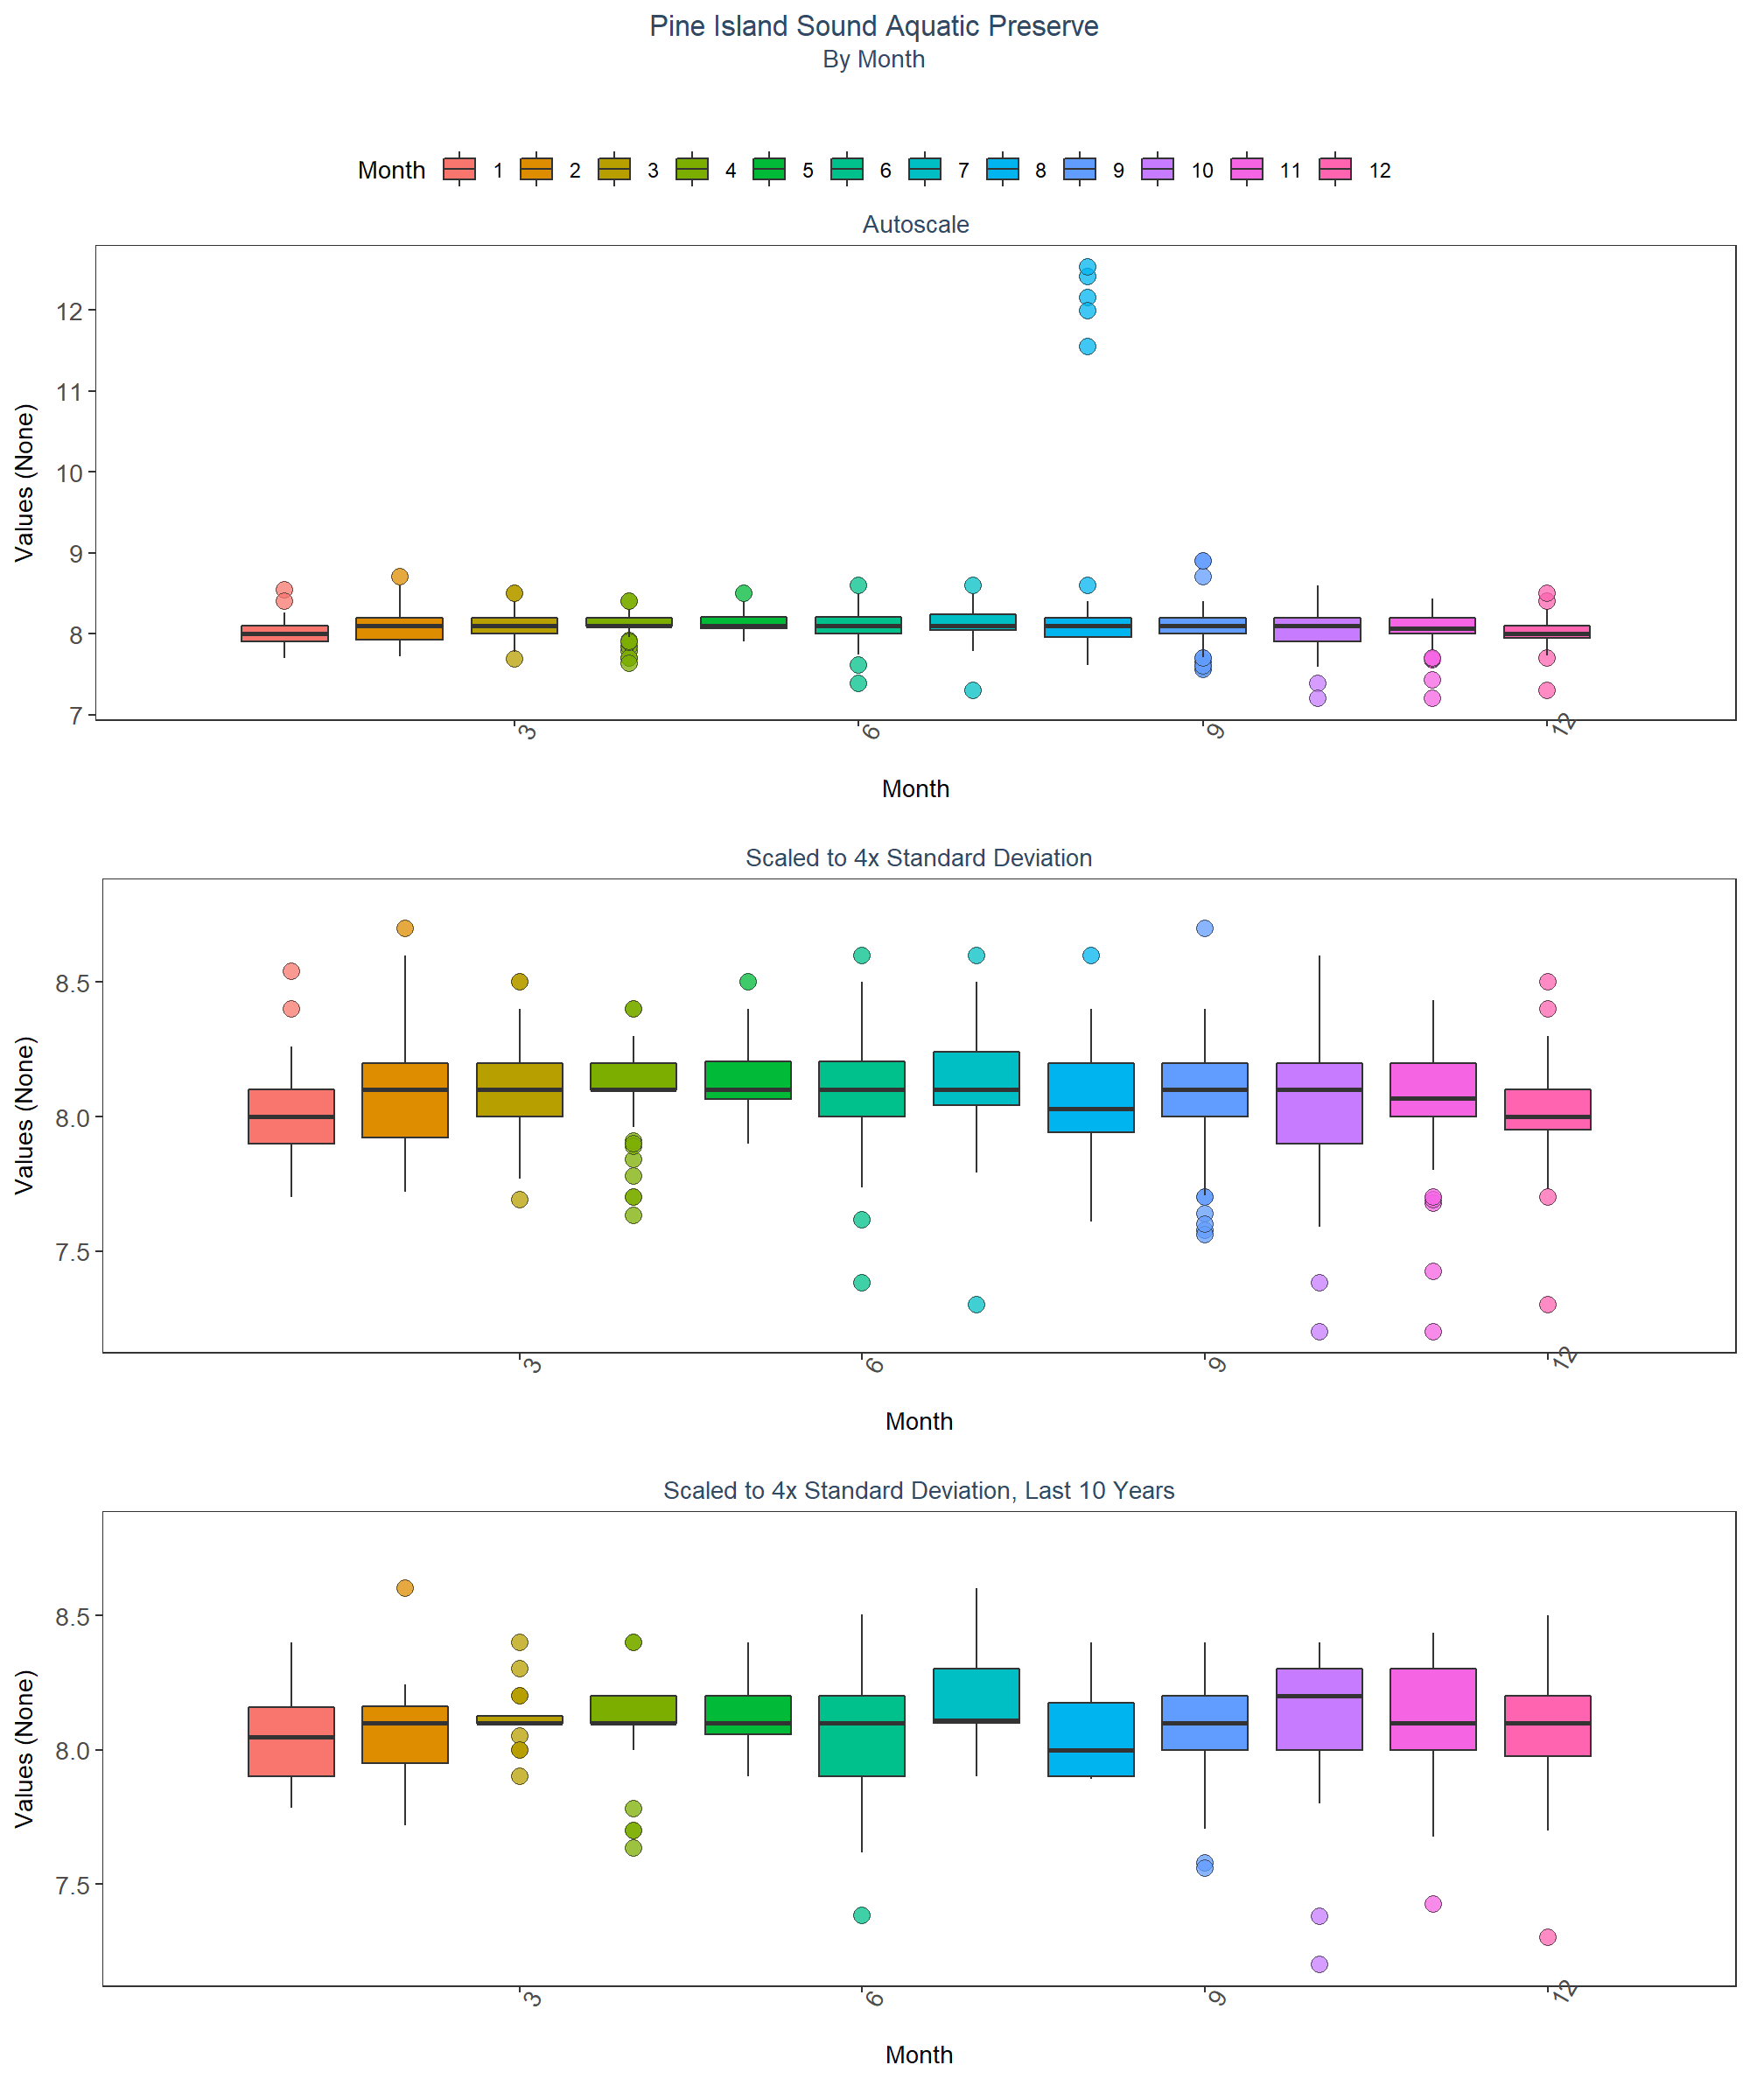 Pine Island Sound Aquatic Preserve
By Month
Month 1 2 3 4 5 6 7 8 9 10 11 12
Autoscale
Values (None)
12
11
10
9
8
7
3 6 9 12
Month
Scaled to 4x Standard Deviation
Values (None)
8.5
8.0
7.5
3 6 9 12
Month
Scaled to 4x Standard Deviation, Last 10 Years
Values (None)
8.5
8.0
7.5
3 6 9 12
Month